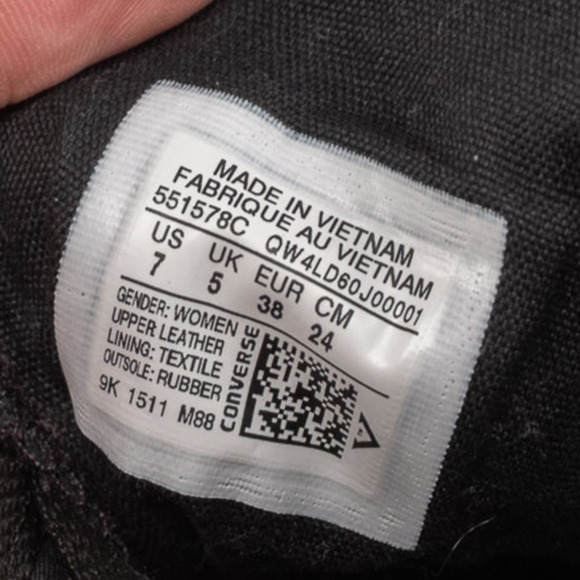 MADE IN VIETNAM
FABRIQUE AU VIETNAM
551578C QW4LD60J00001
US UK EUR CM
7 5 38 24
GENDER: WOMEN
UPPER LEATHER
LINING: TEXTILE
OUTSOLE: RUBBER
9K 1511 M88
CONVERSE